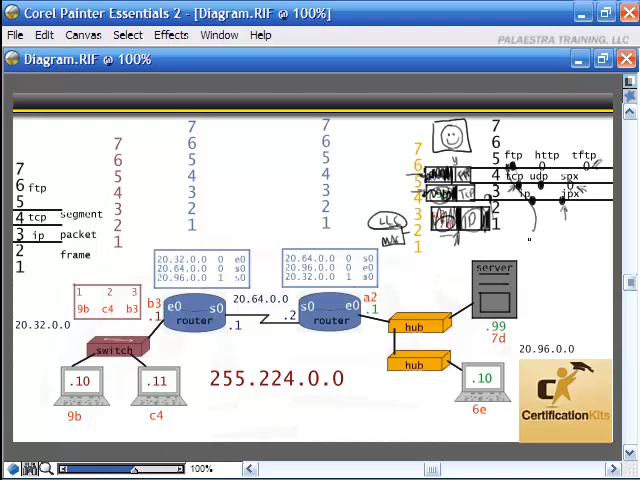 Corel Painter Essentials 2 - [Diagram.RIF @ 100%]
File Edit Canvas Select Effects Window Help
PALAESTRA TRAINING, LLC
Diagram.RIF @ 100%
7
6 ftp
5
4 tcp segment
3 ip packet
2 frame
1
7
6
5
4
3
2
1
7
6
5
4
3
2
1
7
6
5
4
3
2
1
7
6
5
4
3
2
1
LLC
MAC
7
6
5
4
3
2
1
ftp http tftp
tcp udp spx
ip ipx
20.32.0.0 0 e0
20.64.0.0 0 s0
20.96.0.0 1 s0
20.64.0.0 0 s0
20.96.0.0 0 e0
20.32.0.0 1 s0
1 2 3
9b c4 b3
20.32.0.0
b3
.1
e0 s0
router
.1
20.64.0.0
.2
s0 e0
router
a2
.1
hub
hub
server
.99
7d
20.96.0.0
switch
.10
9b
.11
c4
255.224.0.0
.10
6e
CertificationKits
100%